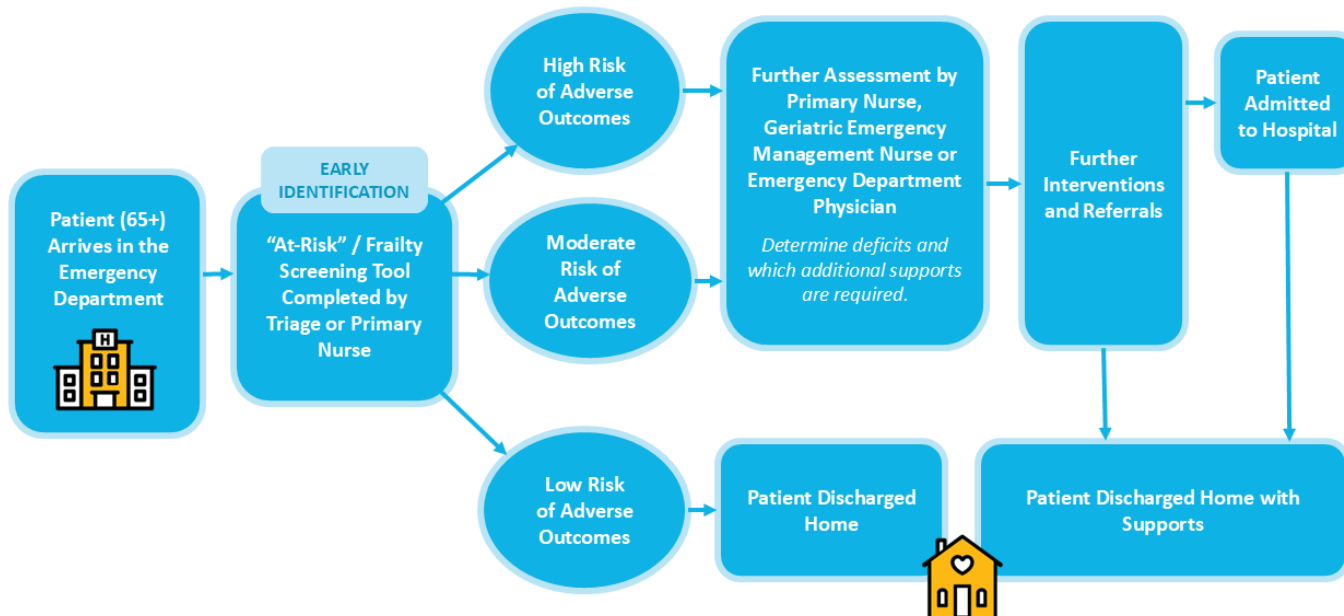 Patient (65+)
Arrives in the
Emergency
Department
H
EARLY
IDENTIFICATION
“At-Risk” / Frailty
Screening Tool
Completed by
Triage or Primary
Nurse
High Risk
of Adverse
Outcomes
Moderate
Risk of
Adverse
Outcomes
Low Risk
of Adverse
Outcomes
Further Assessment by
Primary Nurse,
Geriatric Emergency
Management Nurse or
Emergency Department
Physician
Determine deficits and
which additional supports
are required.
Further
Interventions
and Referrals
Patient
Admitted
to Hospital
Patient Discharged
Home
Patient Discharged Home with
Supports